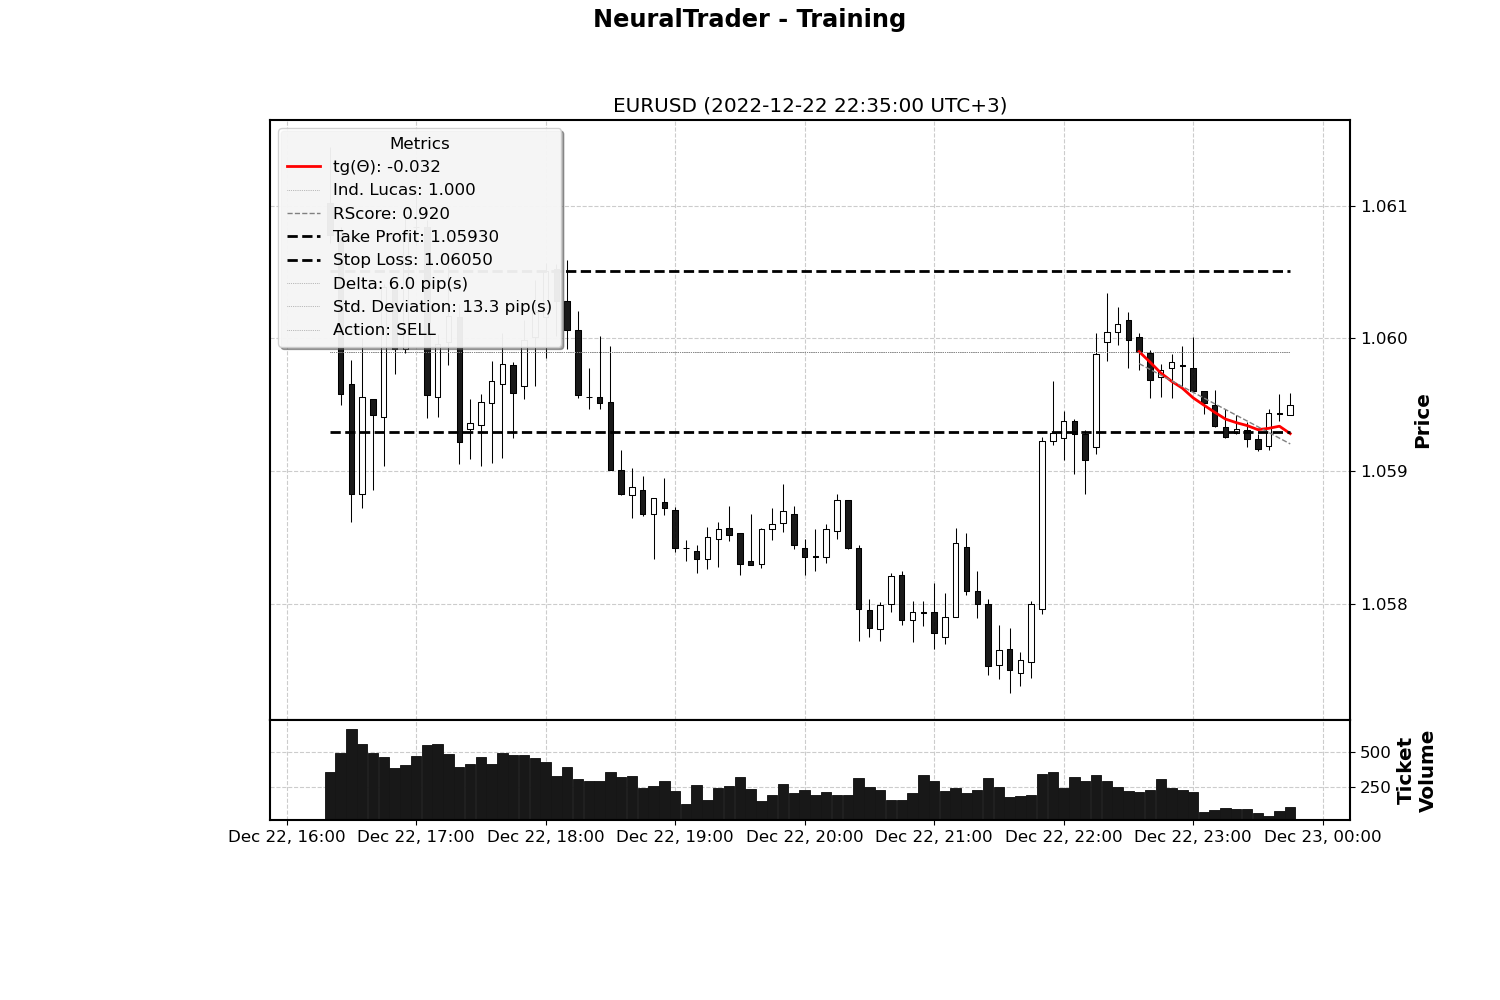 NeuralTrader - Training
EURUSD (2022-12-22 22:35:00 UTC+3)
Metrics
tg(Θ): -0.032
Ind. Lucas: 1.000
RScore: 0.920
Take Profit: 1.05930
Stop Loss: 1.06050
Delta: 6.0 pip(s)
Std. Deviation: 13.3 pip(s)
Action: SELL
1.061
1.060
1.059
1.058
Price
500
250
Ticket
Volume
Dec 22, 16:00 Dec 22, 17:00 Dec 22, 18:00 Dec 22, 19:00 Dec 22, 20:00 Dec 22, 21:00 Dec 22, 22:00 Dec 22, 23:00 Dec 23, 00:00